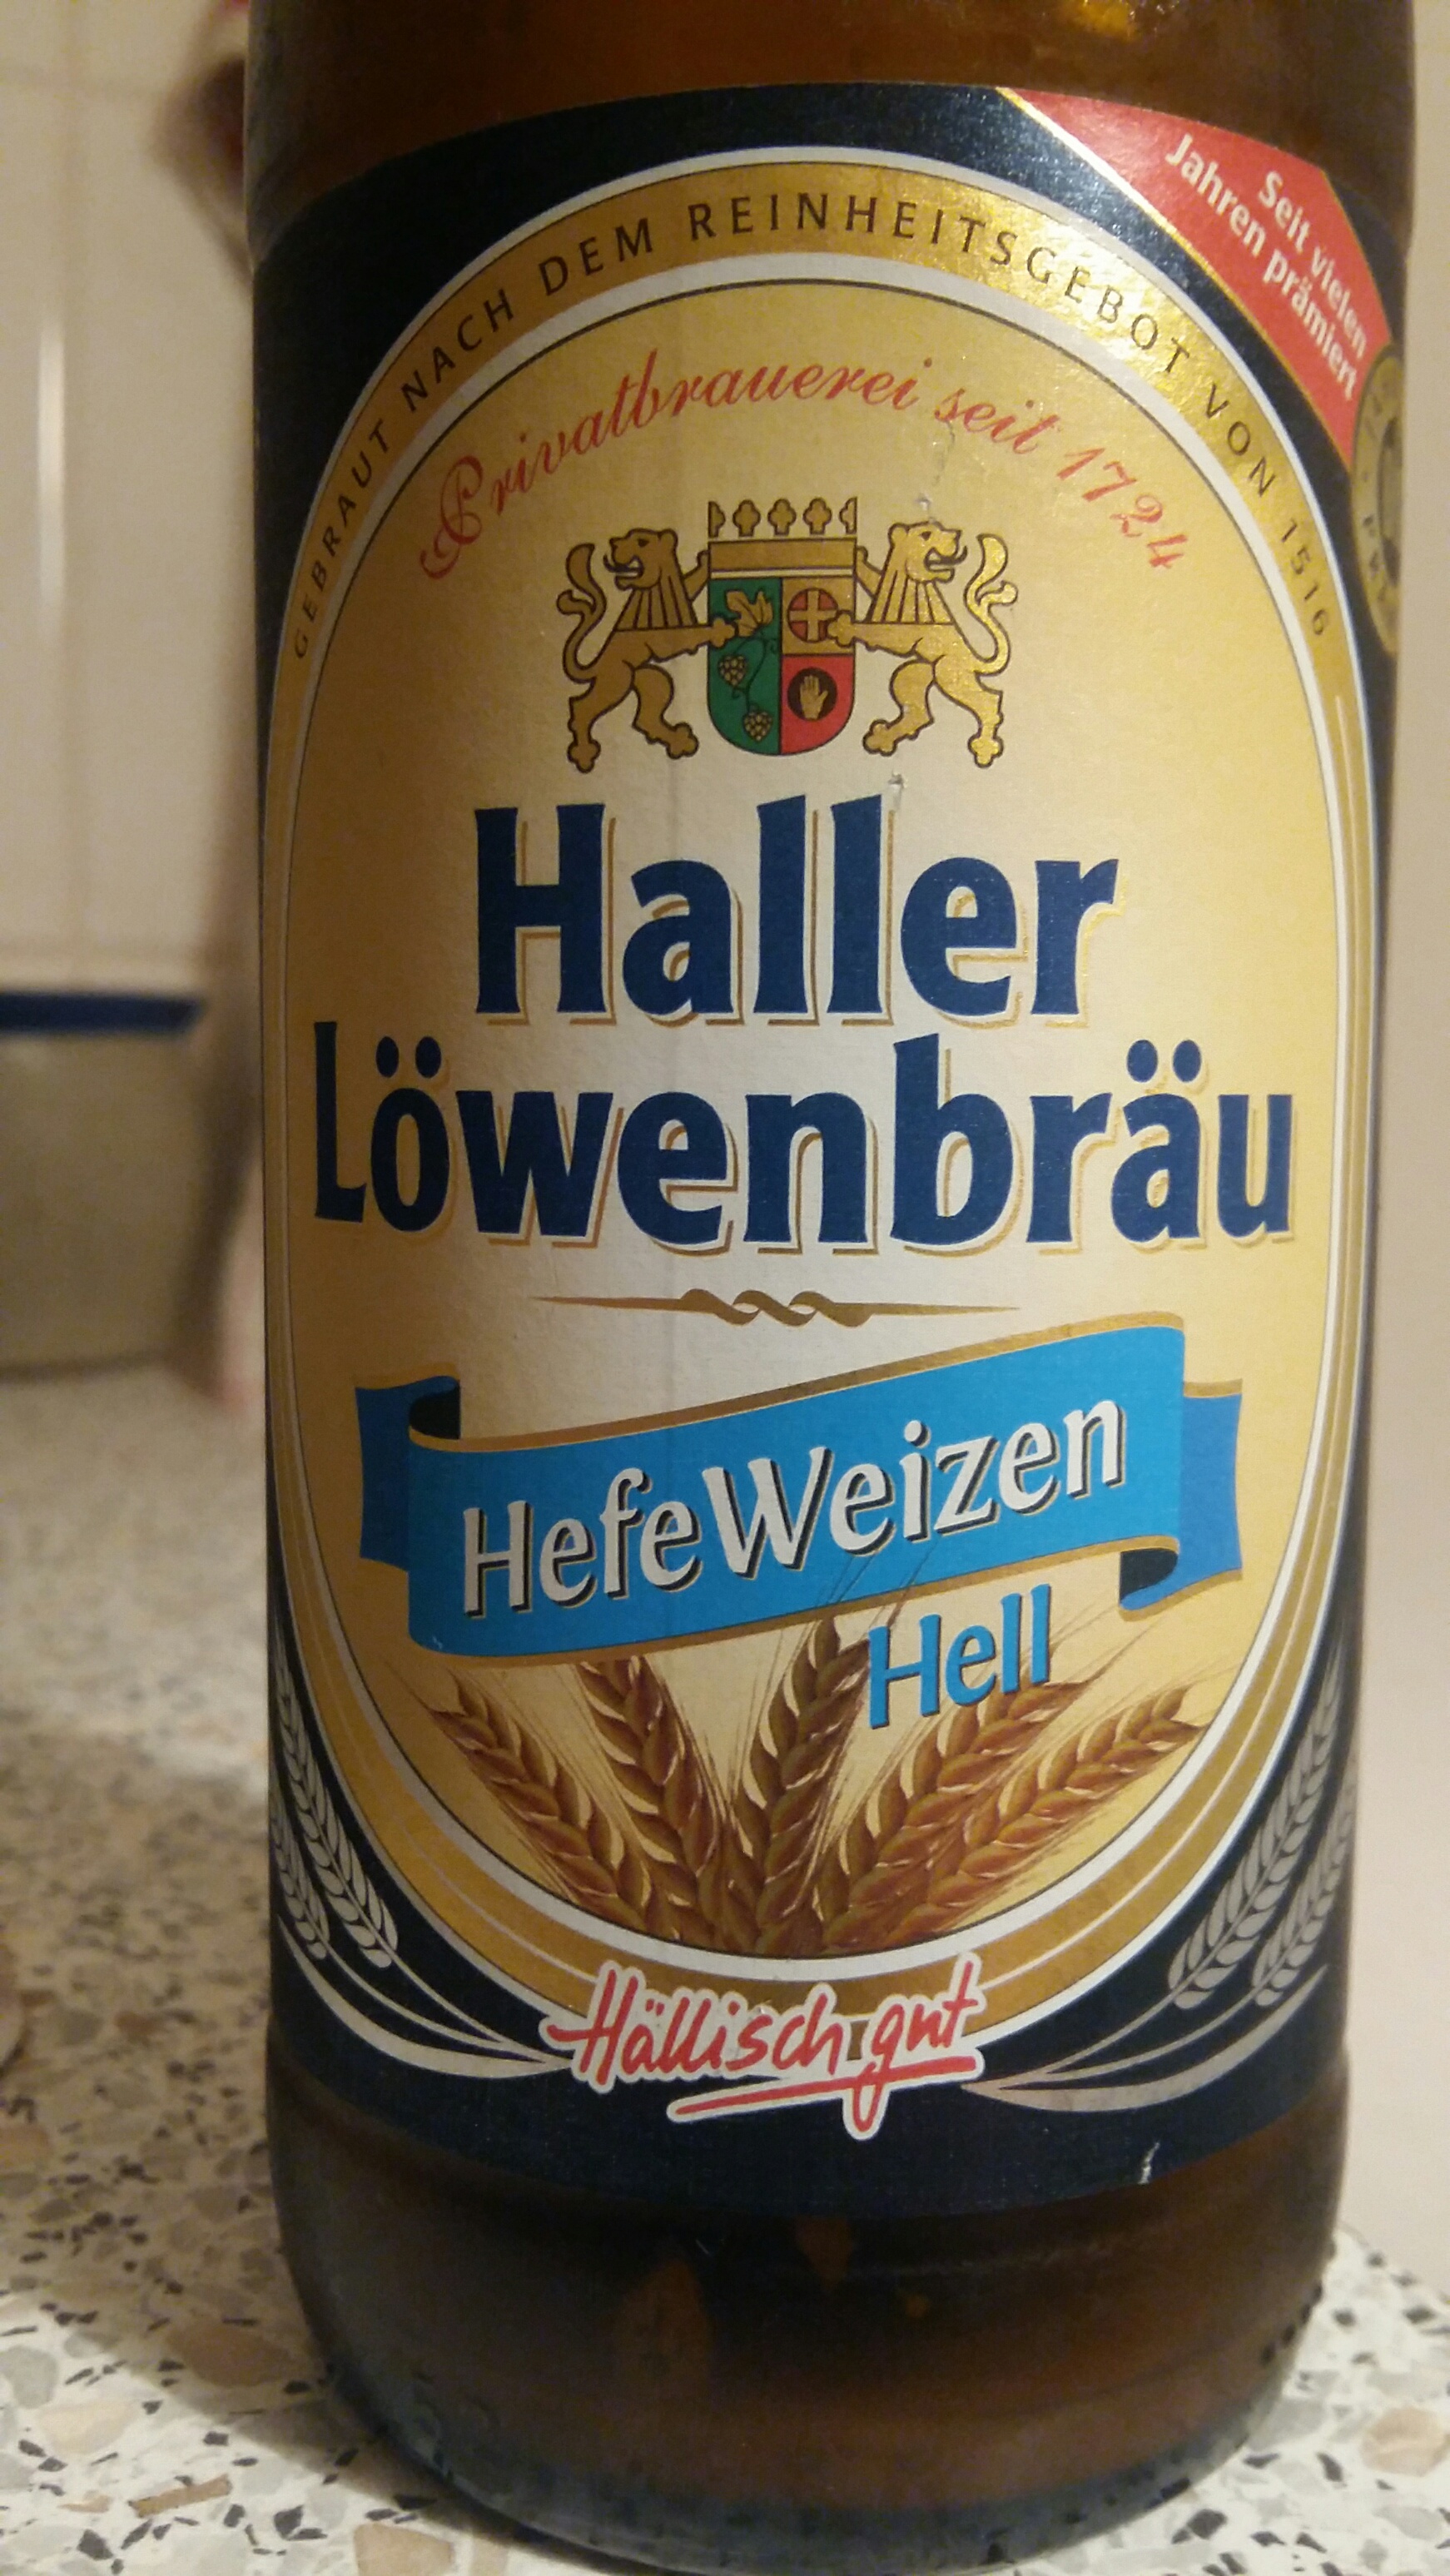 Seit vielen
Jahren prämiert
GEBRAUT NACH DEM REINHEITSGEBOT VON 1516
Privatbrauerei seit 1724
Haller
Löwenbräu
HefeWeizen
Hell
Hällisch gut